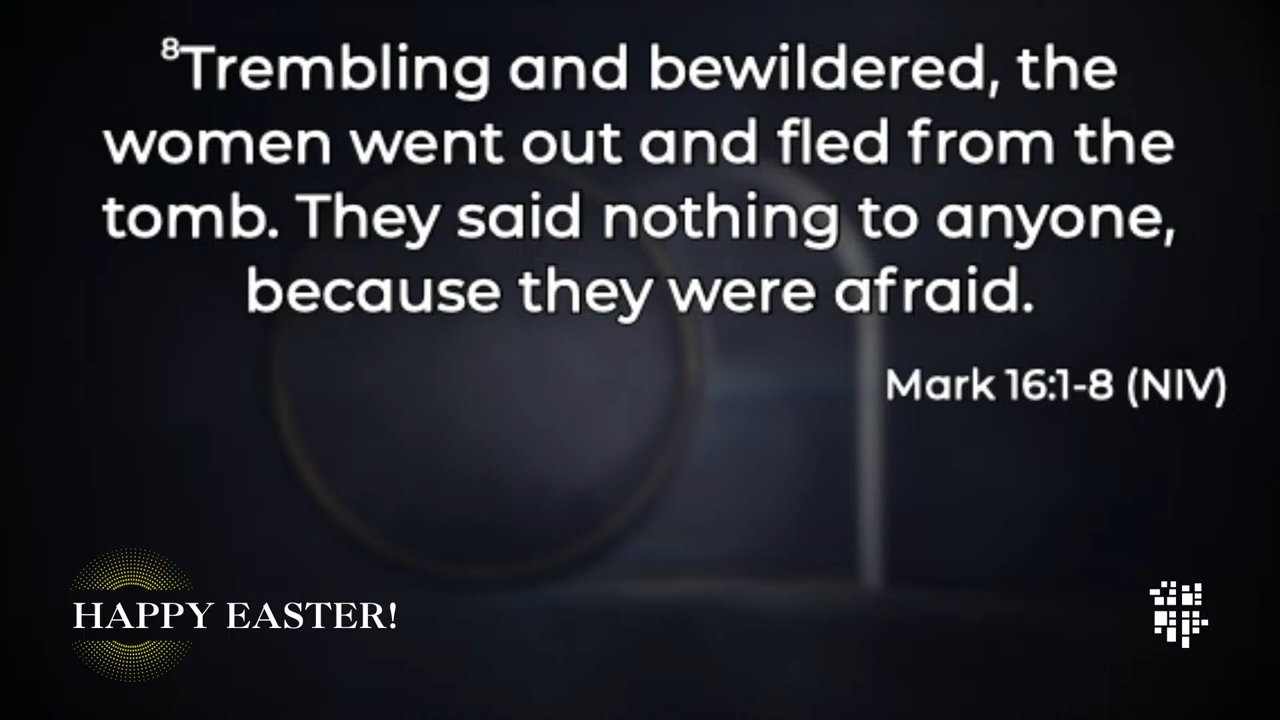 ⁸Trembling and bewildered, the
women went out and fled from the
tomb. They said nothing to anyone,
because they were afraid.
Mark 16:1-8 (NIV)
HAPPY EASTER!